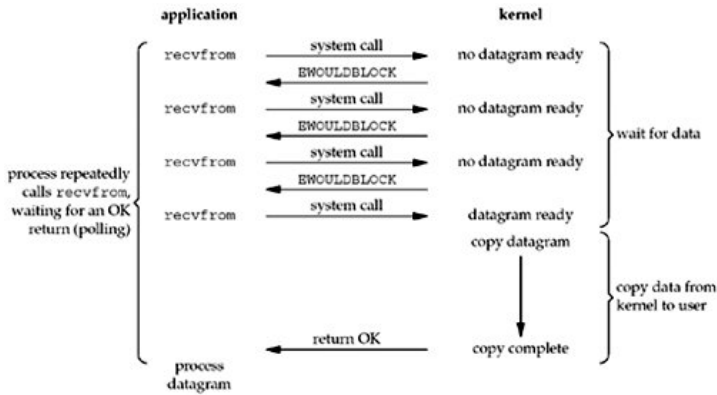 application kernel
recvfrom system call no datagram ready
EWOULDBLOCK
recvfrom system call no datagram ready
EWOULDBLOCK
recvfrom system call no datagram ready
EWOULDBLOCK
recvfrom system call datagram ready
process repeatedly
calls recvfrom,
waiting for an OK
return (polling)
wait for data
copy datagram
copy data from
kernel to user
return OK copy complete
process
datagram